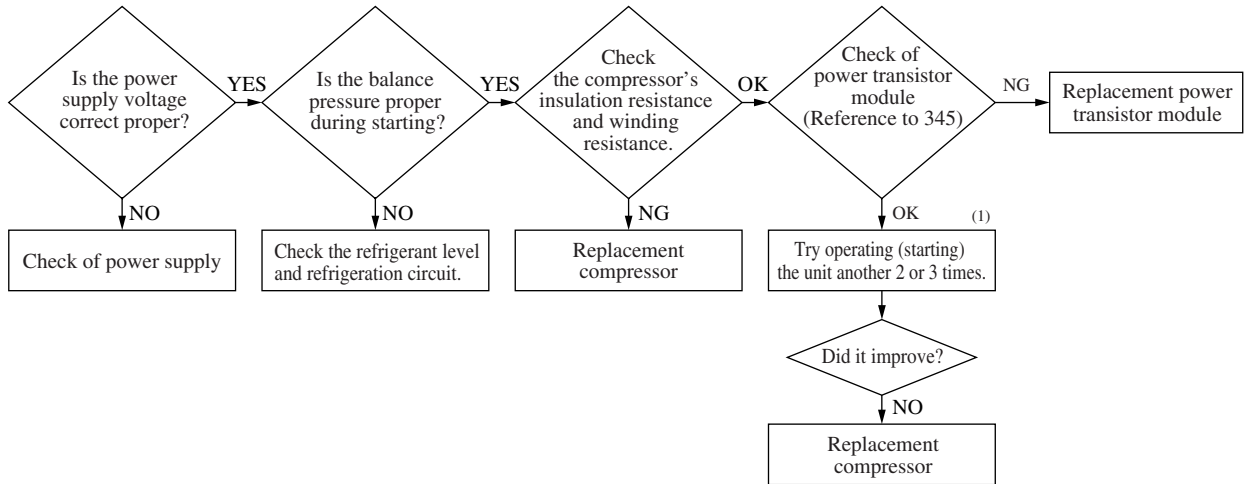 Is the power
supply voltage
correct proper?
YES
NO
Check of power supply
Is the balance
pressure proper
during starting?
YES
NO
Check the refrigerant level
and refrigeration circuit.
Check
the compressor's
insulation resistance
and winding
resistance.
OK
NG
Replacement
compressor
Check of
power transistor
module
(Reference to 345)
NG
Replacement power
transistor module
OK
(1)
Try operating (starting)
the unit another 2 or 3 times.
Did it improve?
NO
Replacement
compressor